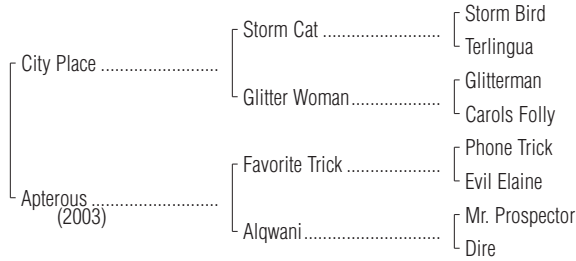 Storm Bird
Storm Cat ........................
Terlingua
City Place ........................
Glitterman
Glitter Woman..................
Carols Folly
Phone Trick
Favorite Trick ...................
Evil Elaine
Apterous ..........................
(2003)
Mr. Prospector
Alqwani............................
Dire